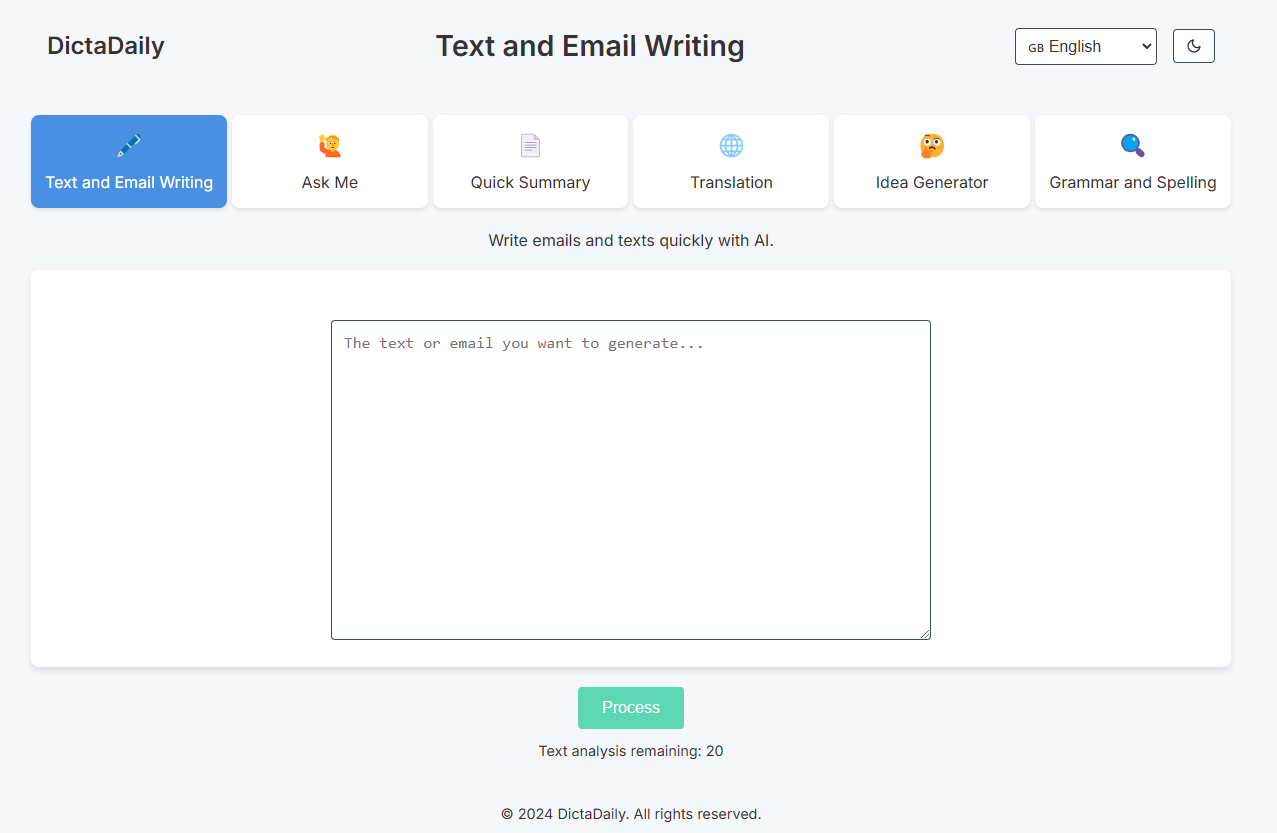 DictaDaily
Text and Email Writing
GB English
Text and Email Writing
Ask Me
Quick Summary
Translation
Idea Generator
Grammar and Spelling
Write emails and texts quickly with AI.
The text or email you want to generate...
Process
Text analysis remaining: 20
© 2024 DictaDaily. All rights reserved.